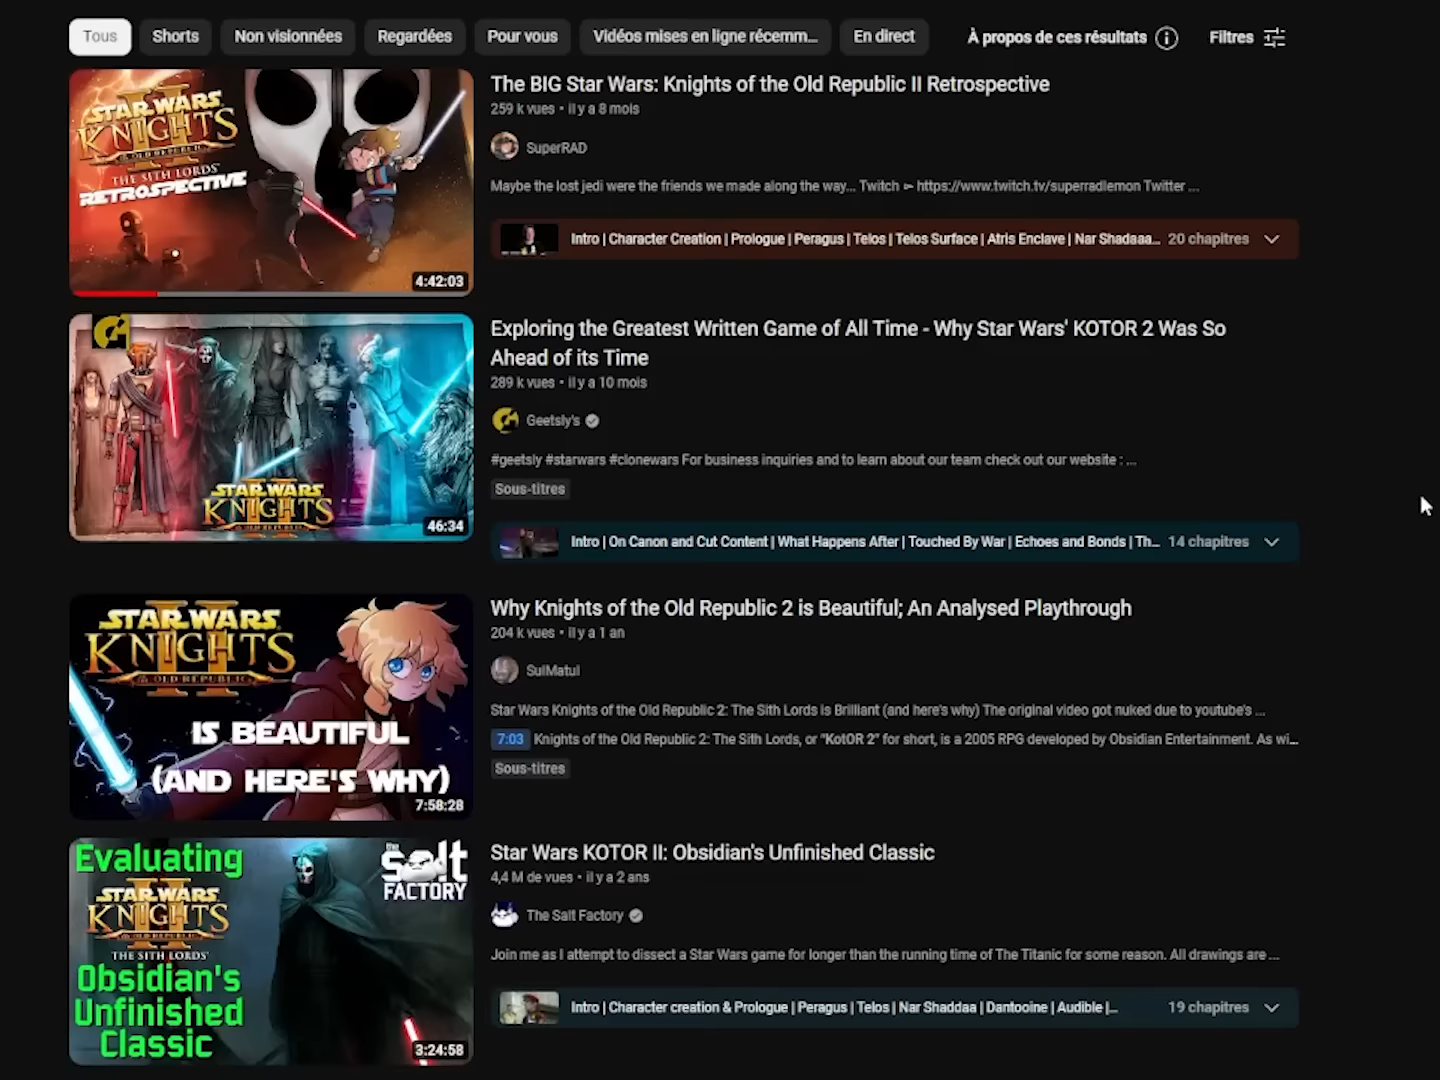 Tous
Shorts
Non visionnées
Regardées
Pour vous
Vidéos mises en ligne récemm...
En direct
À propos de ces résultats
Filtres
STAR WARS
KNIGHTS
II
OLD REPUBLIC
THE SITH LORDS
RETROSPECTIVE
4:42:03
The BIG Star Wars: Knights of the Old Republic II Retrospective
259 k vues • il y a 8 mois
SuperRAD
Maybe the lost jedi were the friends we made along the way... Twitch ► https://www.twitch.tv/superradlemon Twitter ...
Intro | Character Creation | Prologue | Peragus | Telos | Telos Surface | Atris Enclave | Nar Shadaaa...
20 chapitres
STAR WARS
KNIGHTS
II
46:34
Exploring the Greatest Written Game of All Time - Why Star Wars' KOTOR 2 Was So
Ahead of its Time
289 k vues • il y a 10 mois
Geetsly's
#geetsly #starwars #clonewars For business inquiries and to learn about our team check out our website : ...
Sous-titres
Intro | On Canon and Cut Content | What Happens After | Touched By War | Echoes and Bonds | Th...
14 chapitres
STAR WARS
KNIGHTS
II
OLD REPUBLIC
IS BEAUTIFUL
(AND HERE'S WHY)
7:58:28
Why Knights of the Old Republic 2 is Beautiful; An Analysed Playthrough
204 k vues • il y a 1 an
SulMatul
Star Wars Knights of the Old Republic 2: The Sith Lords is Brilliant (and here's why) The original video got nuked due to youtube's ...
7:03 Knights of the Old Republic 2: The Sith Lords, or "KotOR 2" for short, is a 2005 RPG developed by Obsidian Entertainment. As wi...
Sous-titres
Evaluating
the Salt
FACTORY
STAR WARS
KNIGHTS
II
OLD REPUBLIC
THE SITH LORDS
Obsidian's
Unfinished
Classic
3:24:58
Star Wars KOTOR II: Obsidian's Unfinished Classic
4,4 M de vues • il y a 2 ans
The Salt Factory
Join me as I attempt to dissect a Star Wars game for longer than the running time of The Titanic for some reason. All drawings are ...
Intro | Character creation & Prologue | Peragus | Telos | Nar Shaddaa | Dantooine | Audible |...
19 chapitres